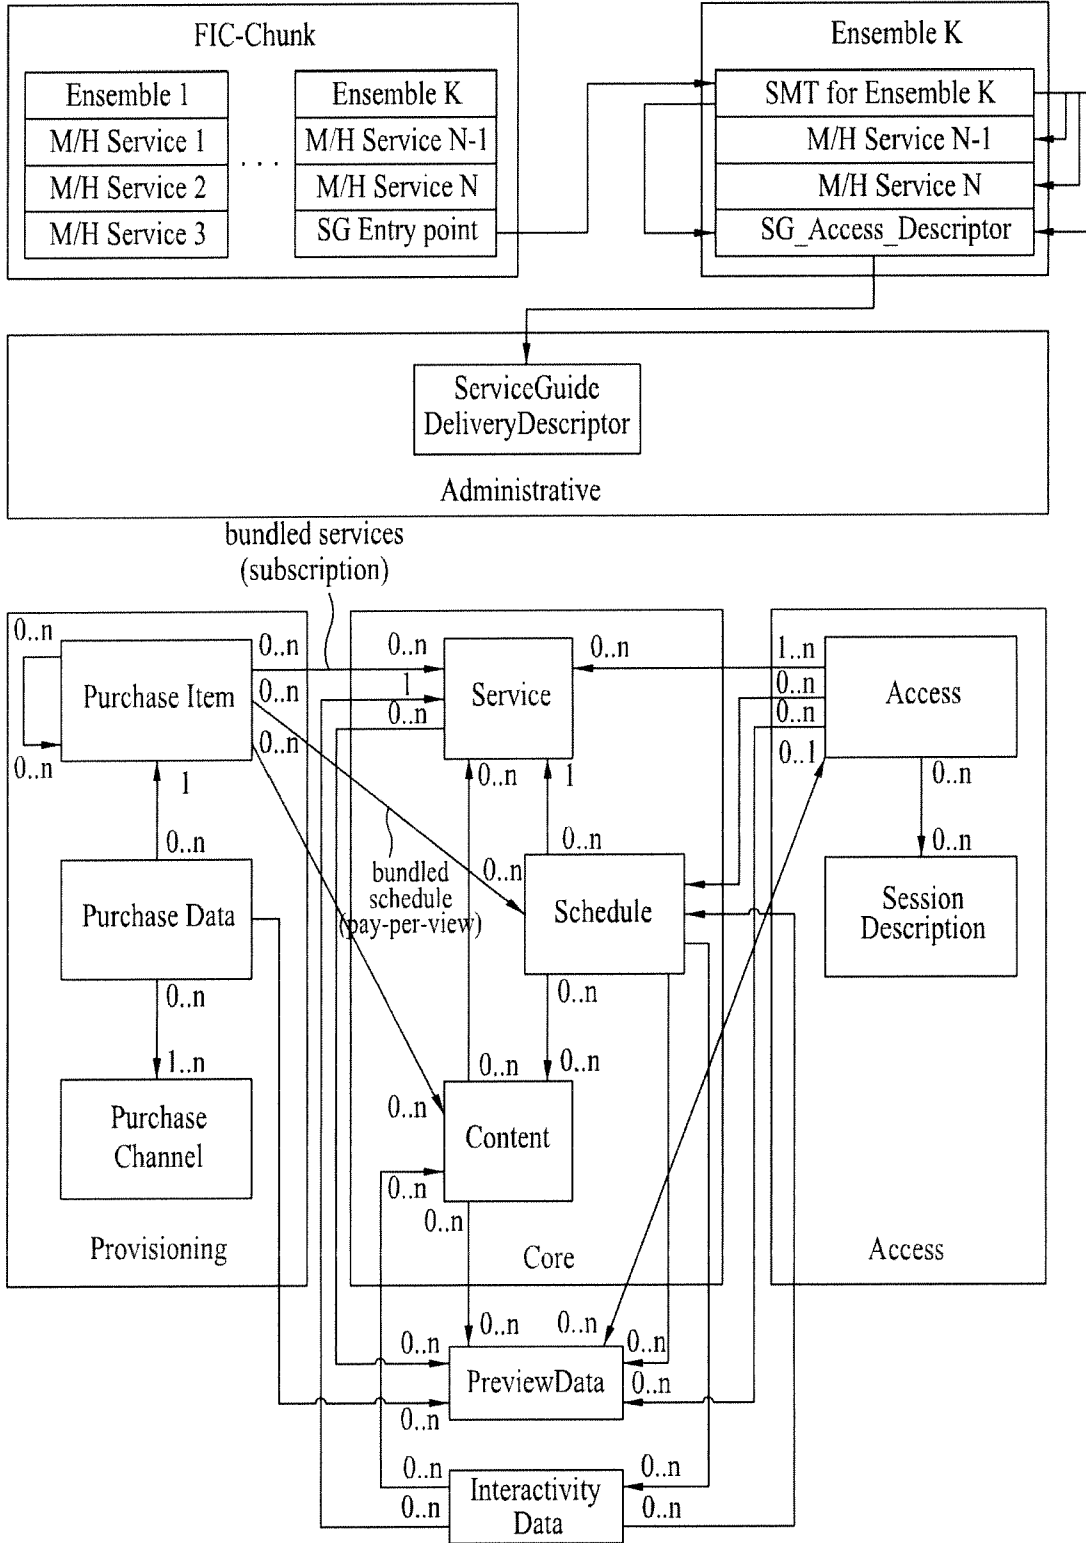 FIC-Chunk
Ensemble 1
M/H Service 1
M/H Service 2
M/H Service 3
. . .
Ensemble K
M/H Service N-1
M/H Service N
SG Entry point
Ensemble K
SMT for Ensemble K
M/H Service N-1
M/H Service N
SG_Access_Descriptor
ServiceGuide
DeliveryDescriptor
Administrative
bundled services
(subscription)
0..n
Purchase Item
0..n
0..n
0..n
0..n
1
0..n
Purchase Data
0..n
1..n
Purchase
Channel
Provisioning
0..n
1
0..n
Service
0..n
0..n
1
0..n
bundled
schedule
(pay-per-view)
0..n
Schedule
0..n
0..n
0..n
0..n
Content
0..n
0..n
Core
1..n
0..n
0..n
0..1
Access
0..n
0..n
Session
Description
Access
0..n
0..n
0..n
0..n
PreviewData
0..n
0..n
0..n
0..n
Interactivity
Data
0..n
0..n